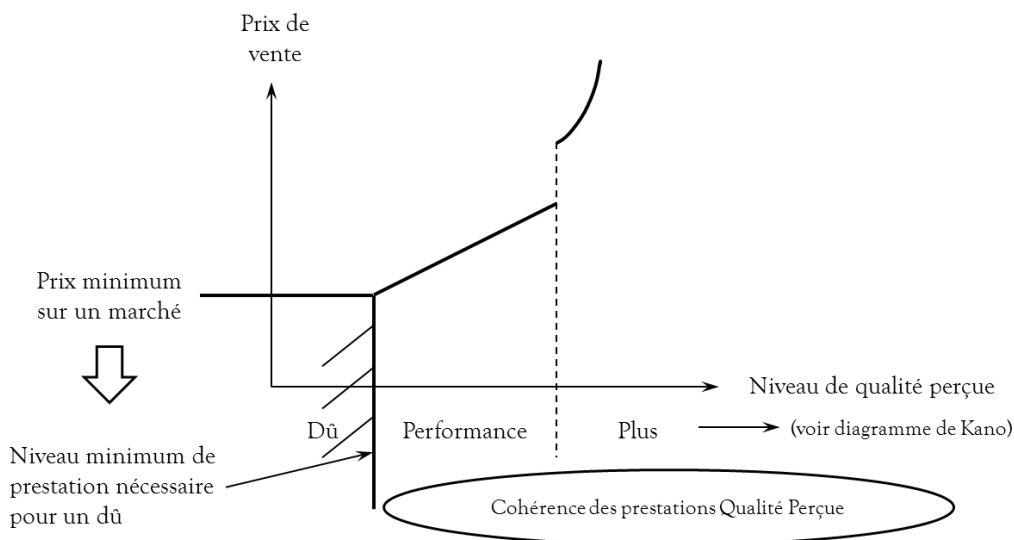 Prix de
vente
Prix minimum
sur un marché
Niveau de qualité perçue
Dû
Performance
Plus
(voir diagramme de Kano)
Niveau minimum de
prestation nécessaire
pour un dû
Cohérence des prestations Qualité Perçue